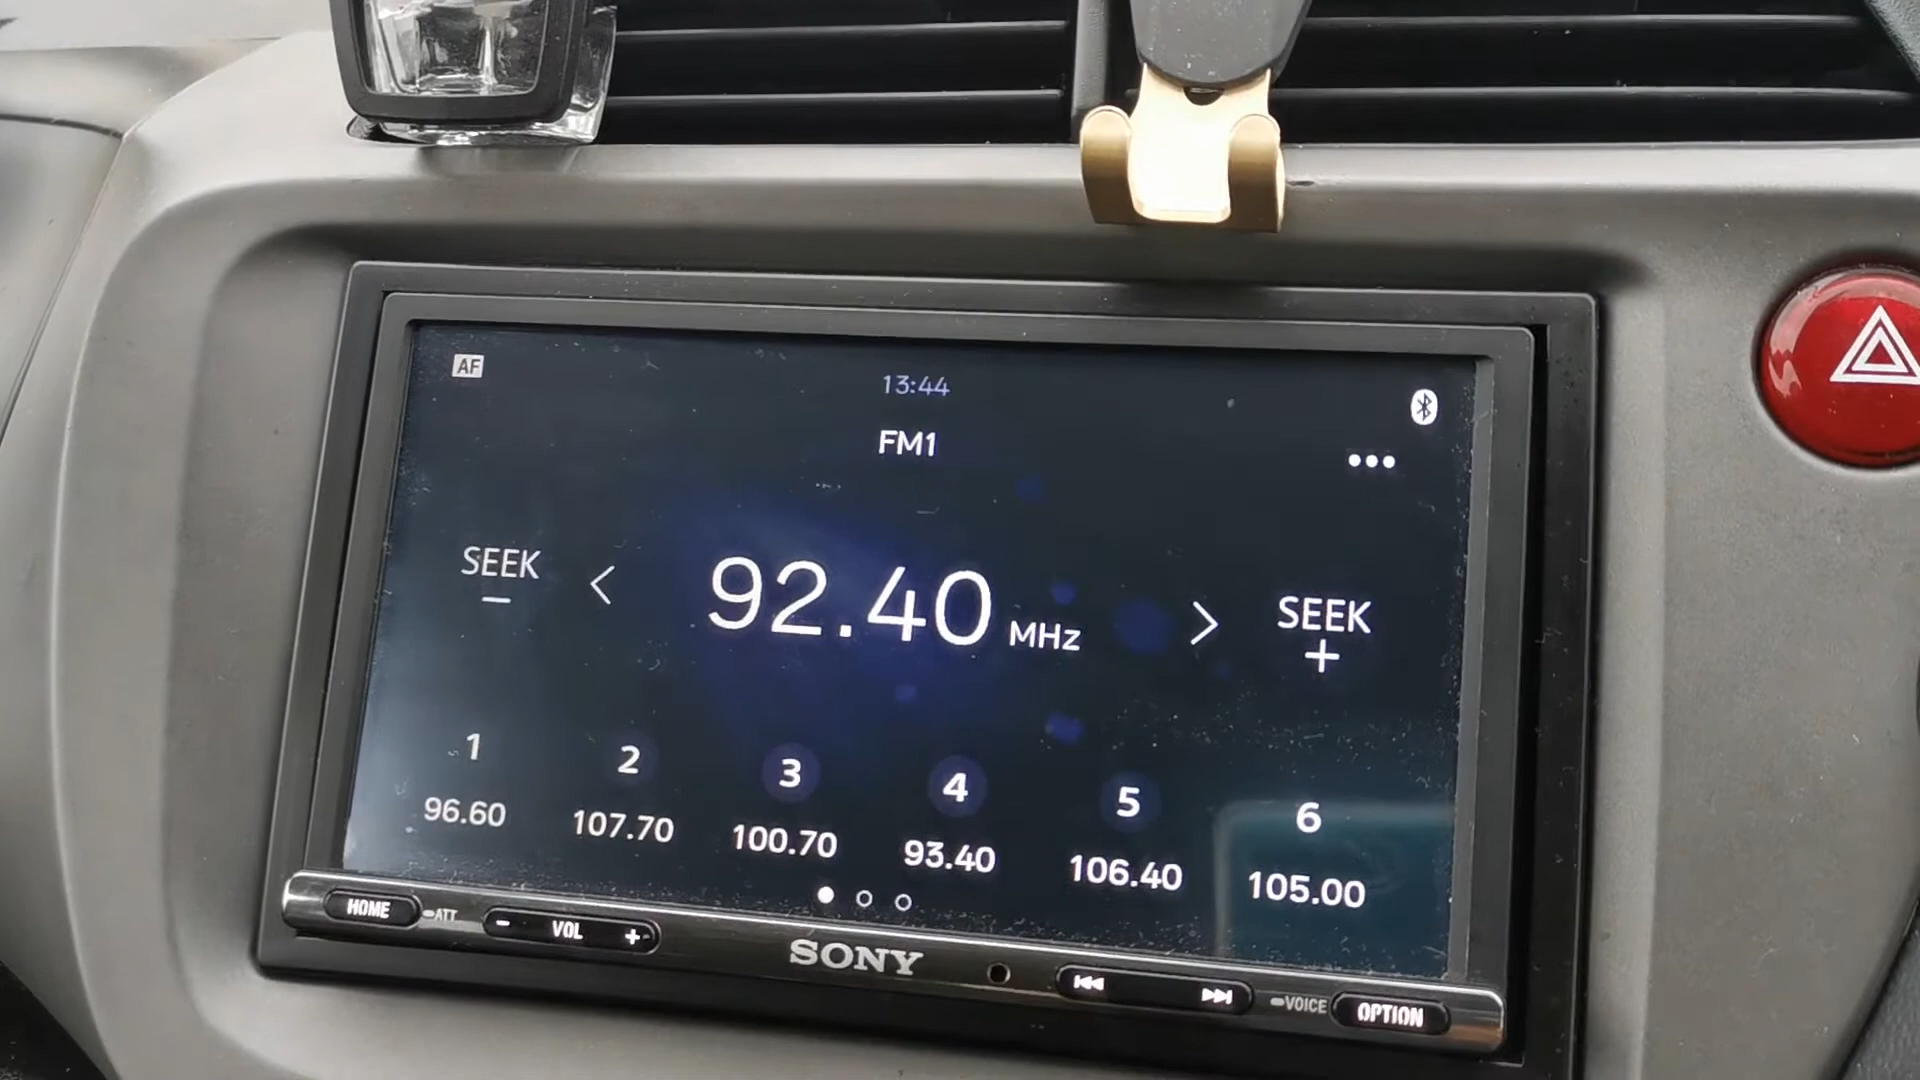 AF
13:44
FM1
SEEK
−
92.40 MHz
SEEK
+
1 2 3 4 5 6
96.60 107.70 100.70 93.40 106.40 105.00
HOME ATT − VOL + SONY VOICE OPTION